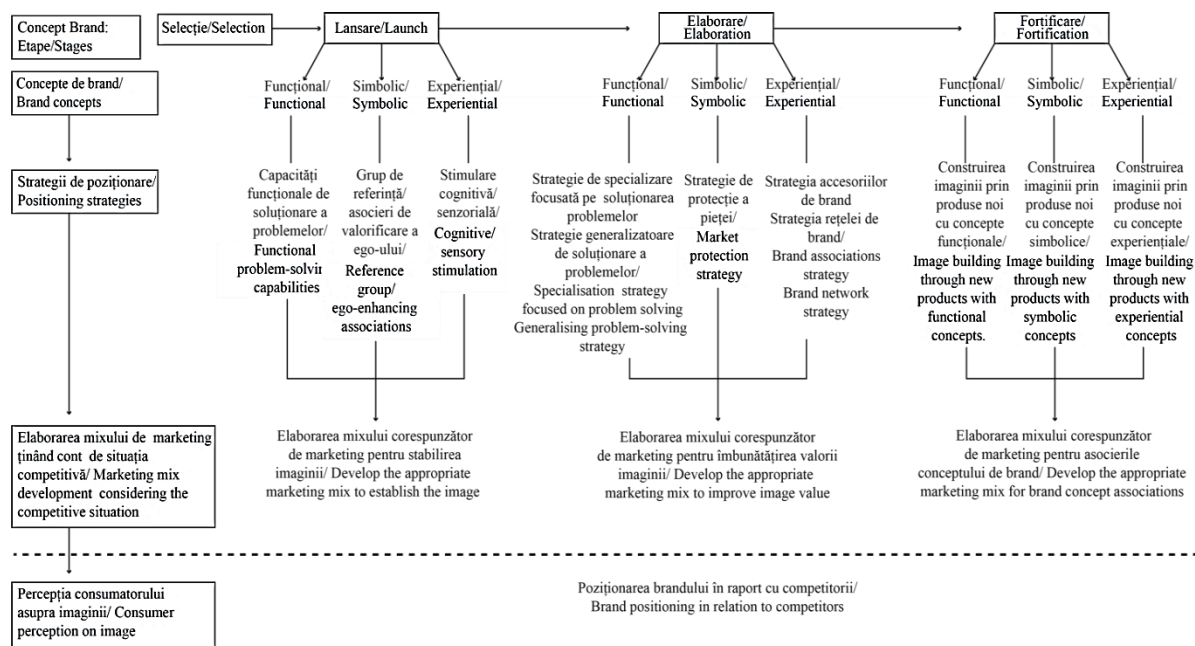 Concept Brand:
Etape/Stages
Selecție/Selection
Lansare/Launch
Elaborare/
Elaboration
Fortificare/
Fortification
Concepte de brand/
Brand concepts
Funcțional/
Functional
Simbolic/
Symbolic
Experiențial/
Experiential
Funcțional/
Functional
Simbolic/
Symbolic
Experiențial/
Experiential
Funcțional/
Functional
Simbolic/
Symbolic
Experiențial/
Experiential
Strategii de poziționare/
Positioning strategies
Capacități
funcționale de
soluționare a
problemelor/
Functional
problem-solvir
capabilities
Grup de
referință/
asocieri de
valorificare a
ego-ului/
Reference
group/
ego-enhancing
associations
Stimulare
cognitivă/
senzorială/
Cognitive/
sensory
stimulation
Strategie de specializare
focusată pe soluționarea
problemelor
Strategie generalizatoare
de soluționare a
problemelor/
Specialisation strategy
focused on problem solving
Generalising problem-solving
strategy
Strategie de
protecție a
pieței/
Market
protection
strategy
Strategia accesoriilor
de brand
Strategia rețelei de
brand/
Brand associations
strategy
Brand network
strategy
Construirea
imaginii prin
produse noi
cu concepte
funcționale/
Image building
through new
products with
functional
concepts.
Construirea
imaginii prin
produse noi
cu concepte
simbolice/
Image building
through new
products with
symbolic
concepts
Construirea
imaginii prin
produse noi
cu concepte
experiențiale/
Image building
through new
products with
experiential
concepts
Elaborarea mixului de marketing
ținând cont de situația
competitivă/ Marketing mix
development considering the
competitive situation
Elaborarea mixului corespunzător
de marketing pentru stabilirea
imaginii/ Develop the appropriate
marketing mix to establish the image
Elaborarea mixului corespunzător
de marketing pentru îmbunătățirea valorii
imaginii/ Develop the appropriate
marketing mix to improve image value
Elaborarea mixului corespunzător
de marketing pentru asocierile
conceptului de brand/ Develop the appropriate
marketing mix for brand concept associations
Percepția consumatorului
asupra imaginii/ Consumer
perception on image
Poziționarea brandului în raport cu competitorii/
Brand positioning in relation to competitors